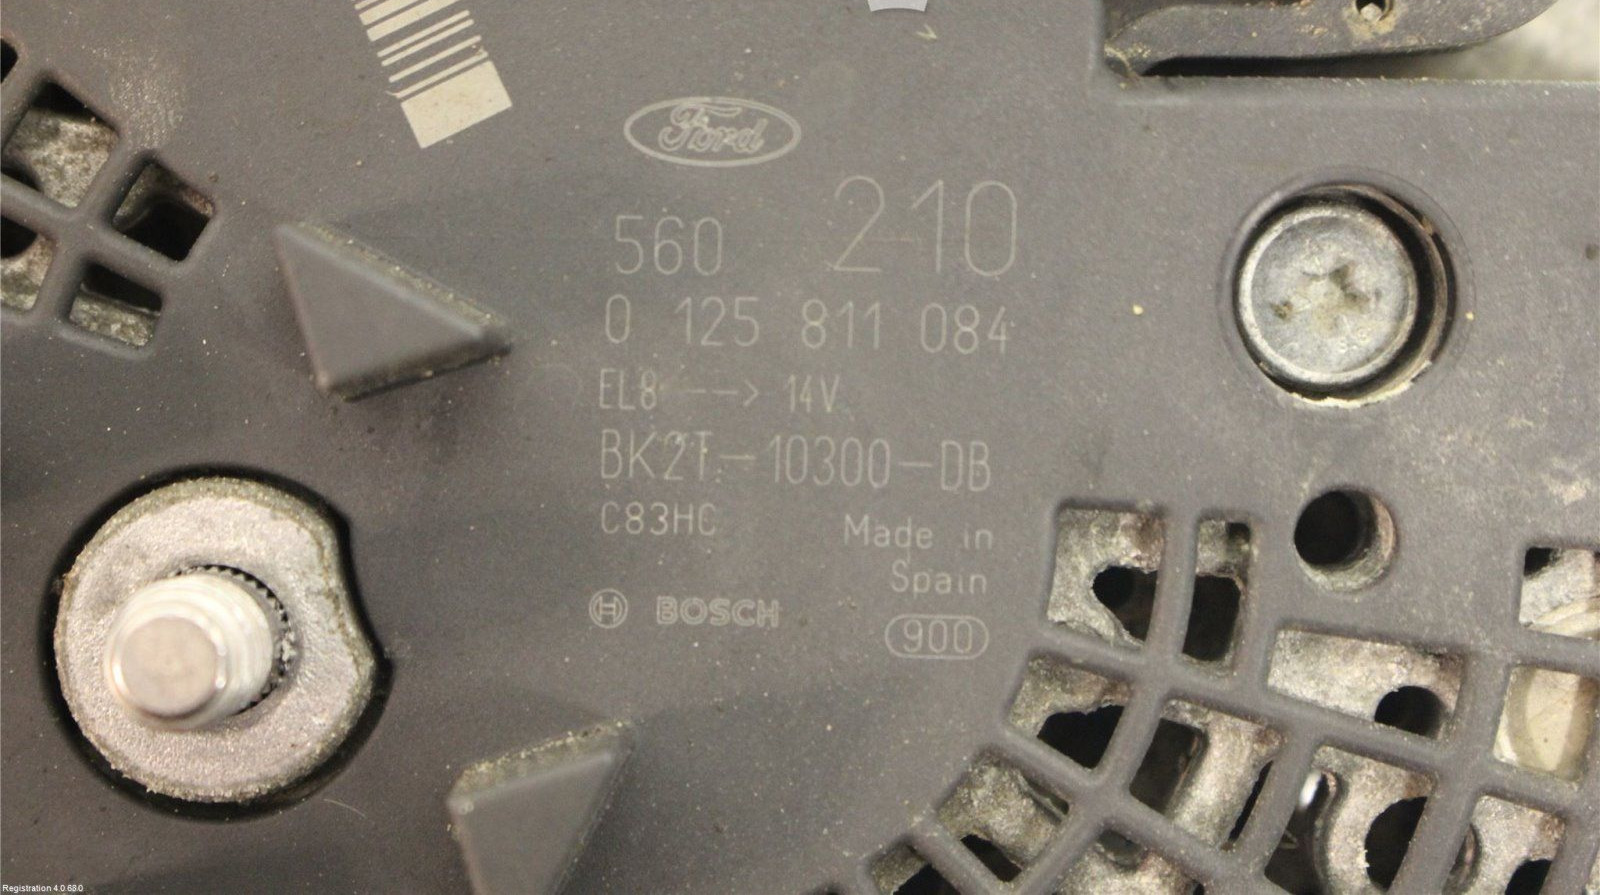 Ford
560 210
0 125 811 084
EL8 --> 14V
BK2T-10300-DB
C83HC Made in
Spain
BOSCH 900
Registration 4.0.68.0